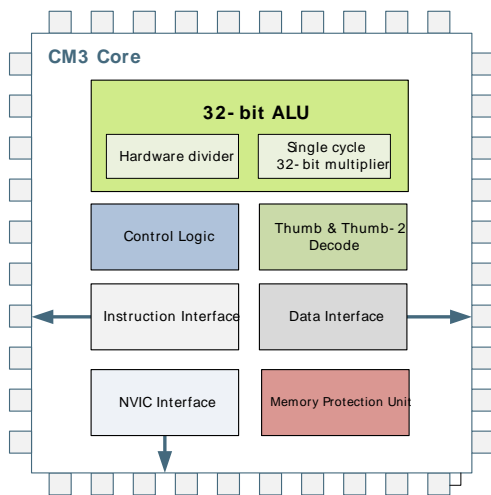 CM3 Core
32-bit ALU
Hardware divider
Single cycle
32-bit multiplier
Control Logic
Thumb & Thumb-2
Decode
Instruction Interface
Data Interface
NVIC Interface
Memory Protection Unit